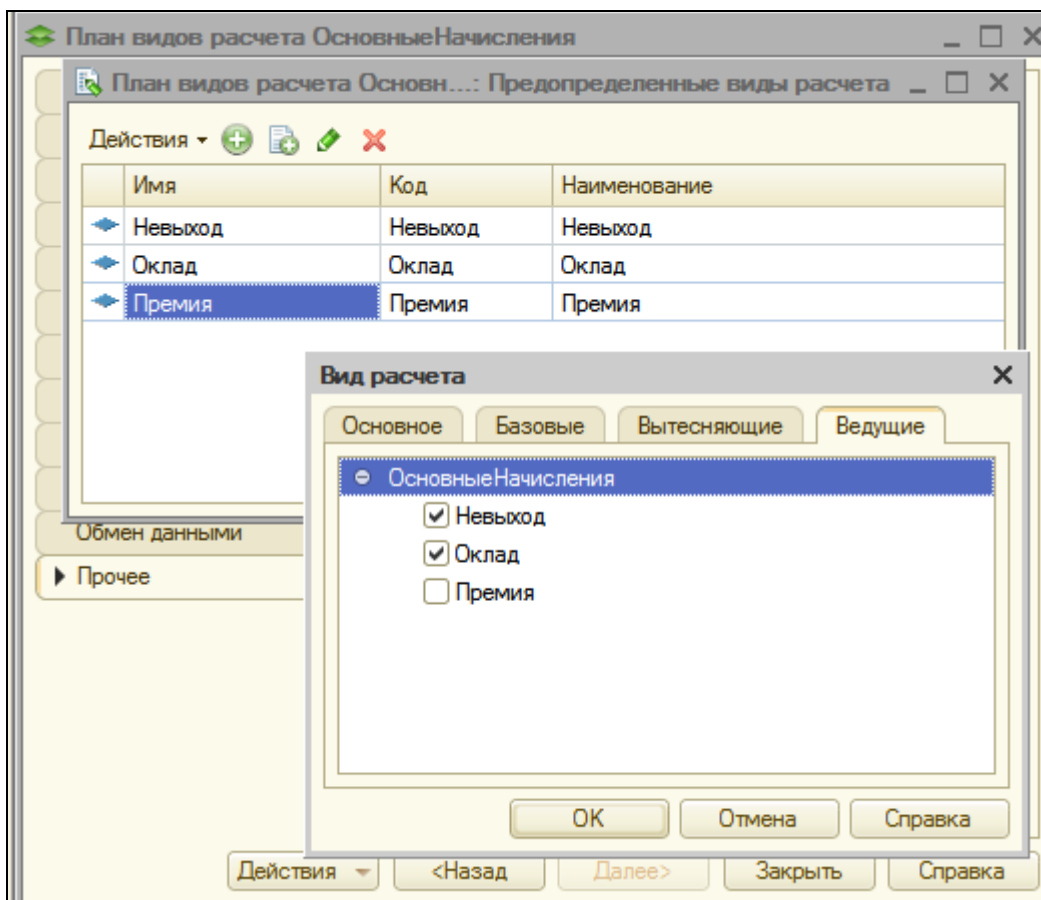 План видов расчета ОсновныеНачисления
План видов расчета Основн...: Предопределенные виды расчета
Действия
Имя Код Наименование
Невыход Невыход Невыход
Оклад Оклад Оклад
Премия Премия Премия
Вид расчета
Основное Базовые Вытесняющие Ведущие
ОсновныеНачисления
Невыход
Оклад
Премия
Обмен данными
Прочее
OK Отмена Справка
Действия <Назад Далее> Закрыть Справка